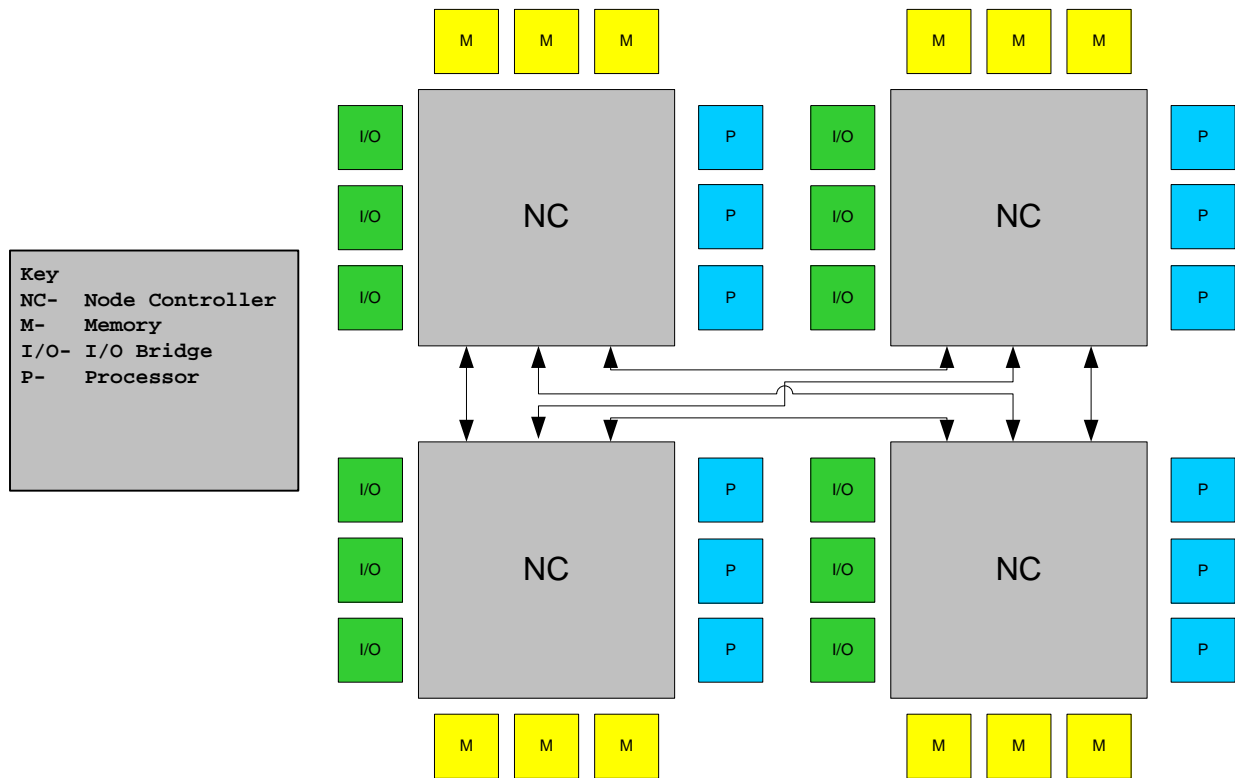 M M M M M M
I/O P I/O P
NC NC
I/O P I/O P
I/O P I/O P
Key
NC- Node Controller
M- Memory
I/O- I/O Bridge
P- Processor
I/O P I/O P
NC NC
I/O P I/O P
I/O P I/O P
M M M M M M